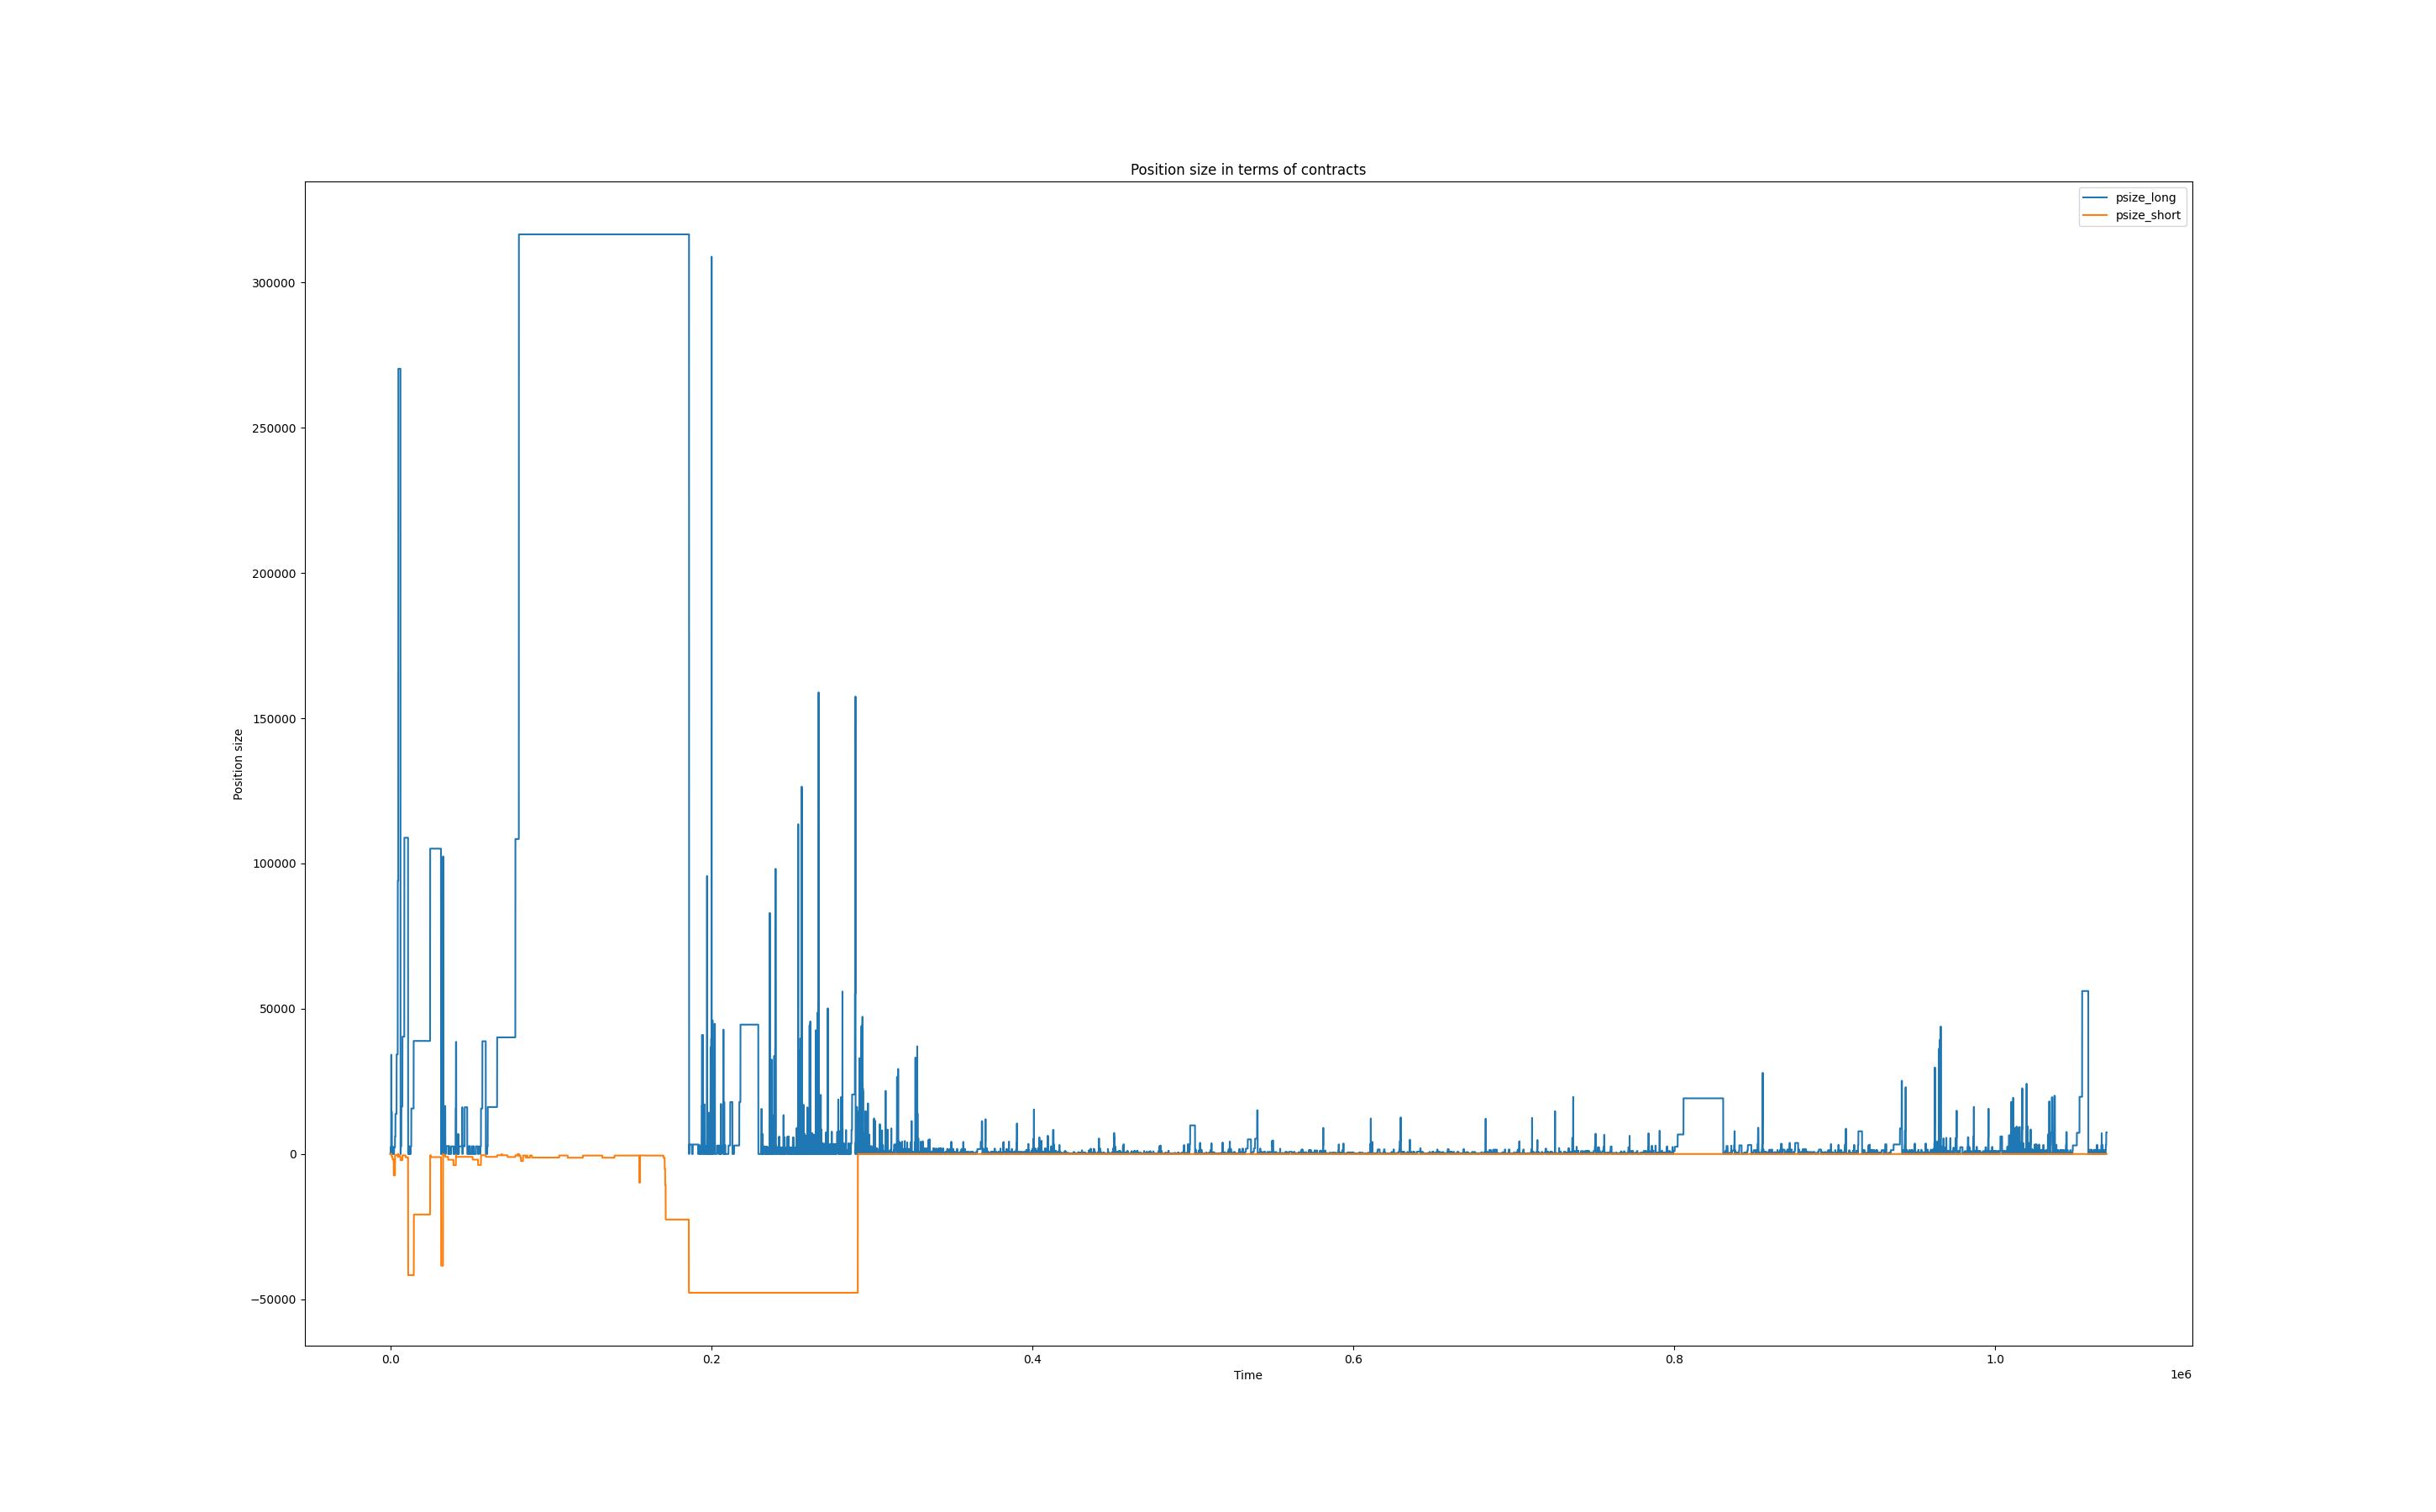 Position size in terms of contracts
psize_long
psize_short
Position size
300000
250000
200000
150000
100000
50000
0
−50000
0.0
0.2
0.4
0.6
0.8
1.0
1e6
Time